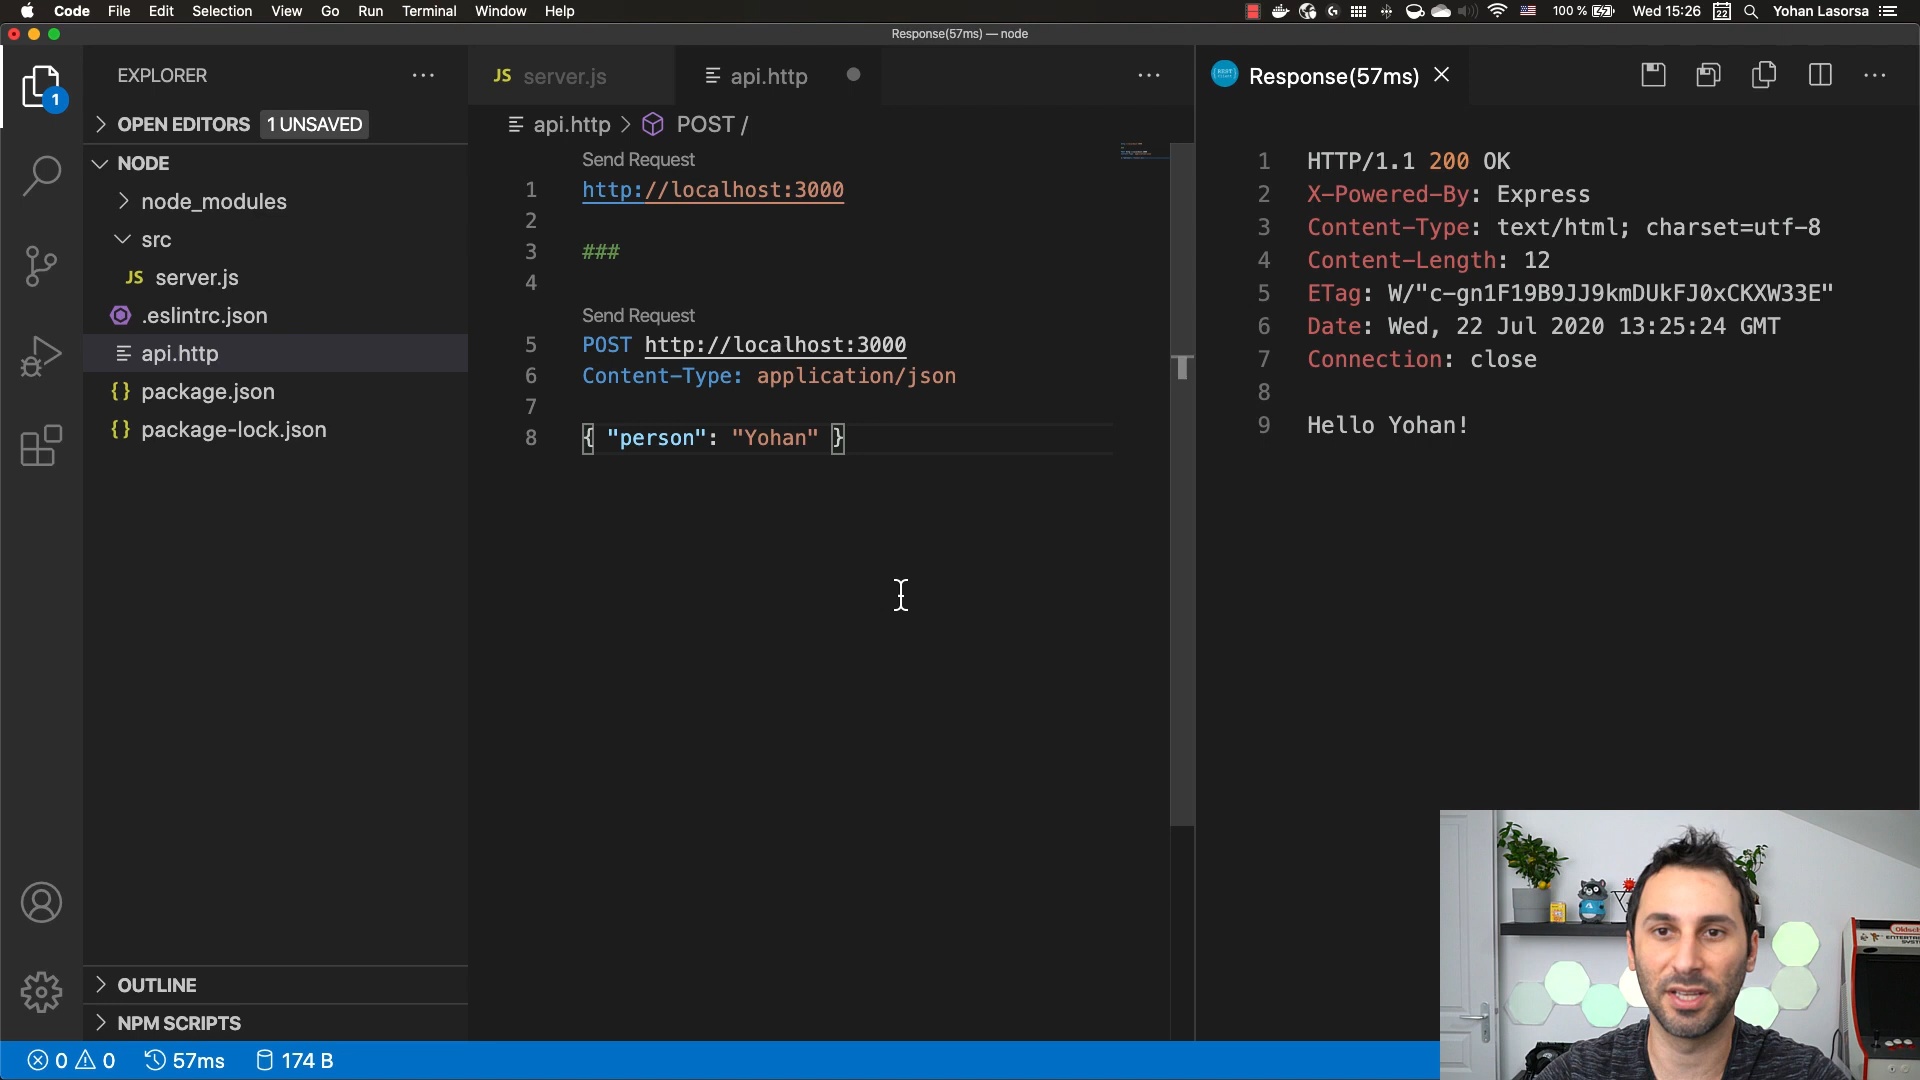 Code File Edit Selection View Go Run Terminal Window Help
100 % Wed 15:26 22 Yohan Lasorsa
Response(57ms) — node
EXPLORER
1
OPEN EDITORS 1 UNSAVED
NODE
node_modules
src
JS server.js
.eslintrc.json
api.http
{} package.json
{} package-lock.json
OUTLINE
NPM SCRIPTS
JS server.js
api.http
api.http > POST /
Send Request
1 http://localhost:3000
2
3 ###
4
Send Request
5 POST http://localhost:3000
6 Content-Type: application/json
7
8 { "person": "Yohan" }
Response(57ms)
1 HTTP/1.1 200 OK
2 X-Powered-By: Express
3 Content-Type: text/html; charset=utf-8
4 Content-Length: 12
5 ETag: W/"c-gn1F19B9JJ9kmDUkFJ0xCKXW33E"
6 Date: Wed, 22 Jul 2020 13:25:24 GMT
7 Connection: close
8
9 Hello Yohan!
0 0 57ms 174 B